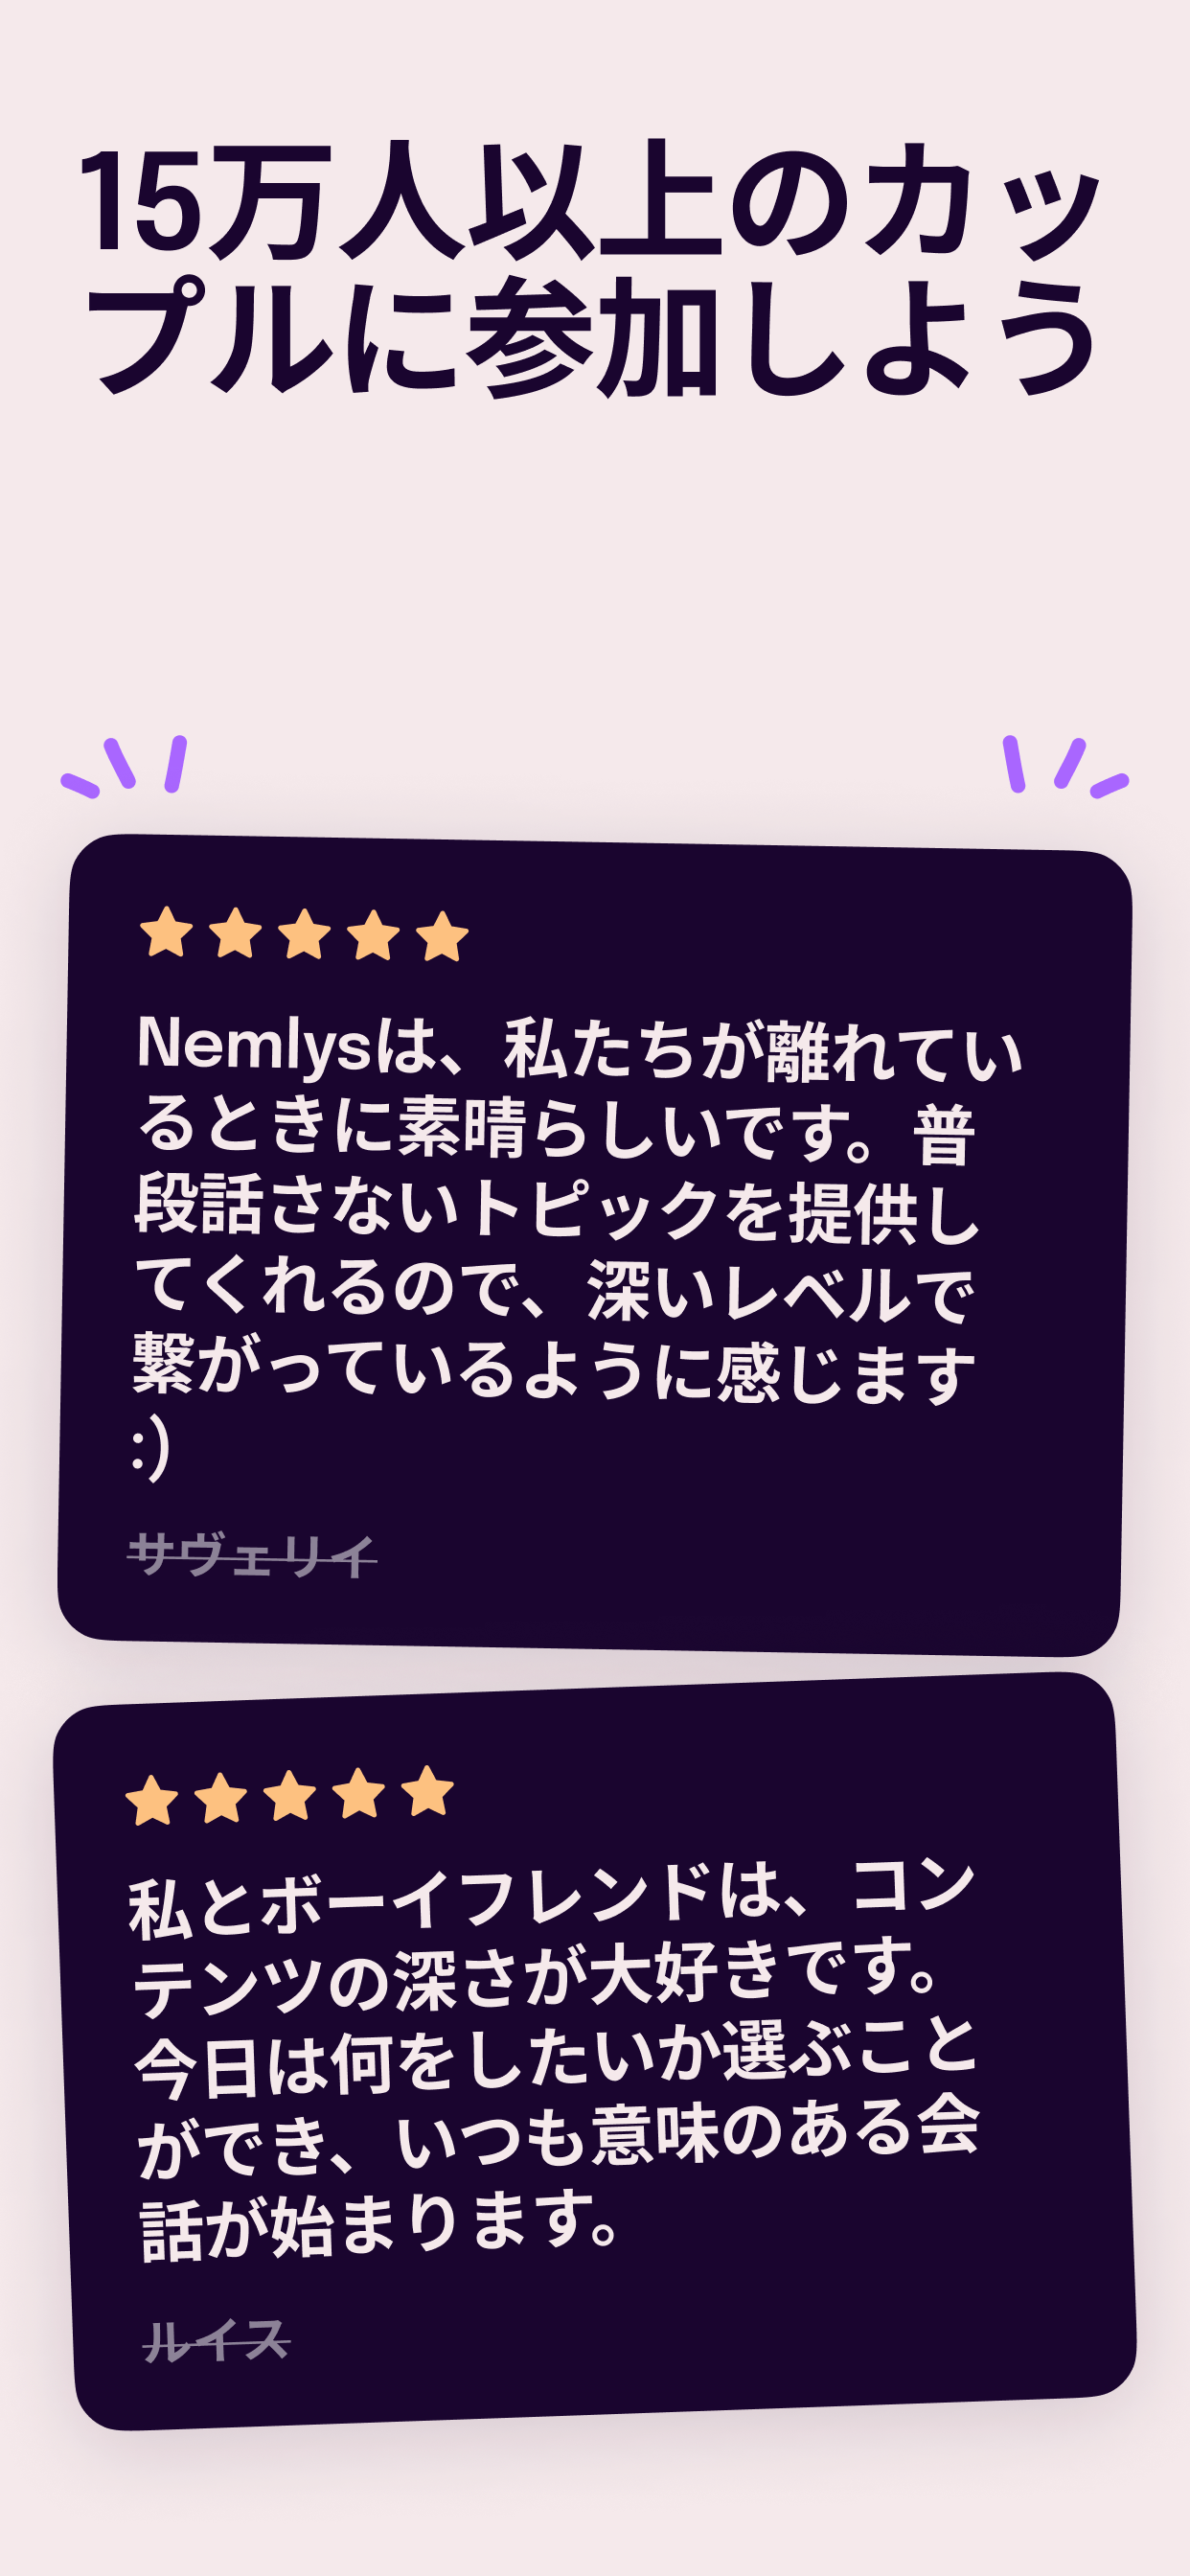 15万人以上のカッ
プルに参加しよう
Nemlysは、私たちが離れてい
るときに素晴らしいです。普
段話さないトピックを提供し
てくれるので、深いレベルで
繋がっているように感じます
:)
サヴェリイ
私とボーイフレンドは、コン
テンツの深さが大好きです。
今日は何をしたいか選ぶこと
ができ、いつも意味のある会
話が始まります。
ルイス